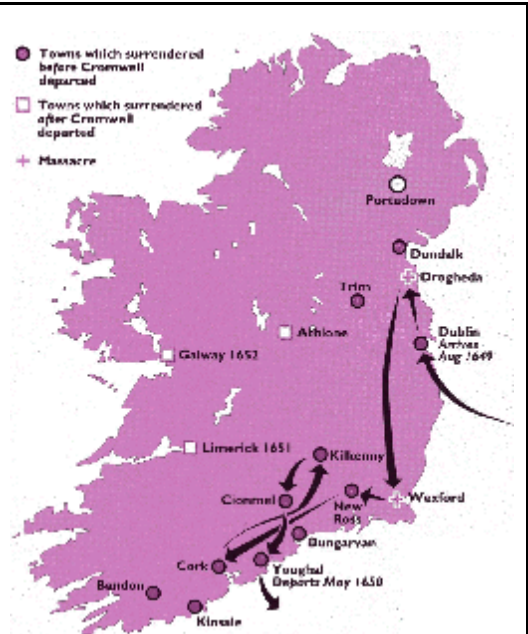 Towns which surrendered
before Cromwell
departed
Towns which surrendered
after Cromwell
departed
Massacre
Portadown
Dundalk
Drogheda
Trim
Dublin
Arrives
Aug 1649
Athlone
Galway 1652
Limerick 1651
Kilkenny
Clonmel
New
Ross
Wexford
Dungarvan
Cork
Youghal
Departs May 1650
Bandon
Kinsale